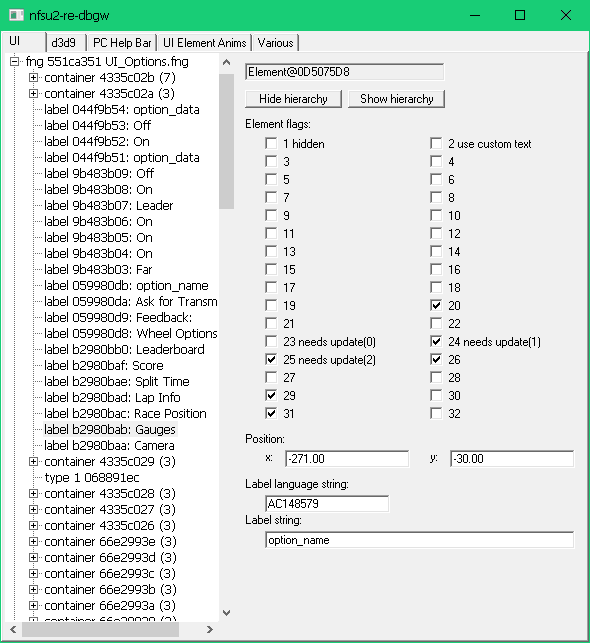 nfsu2-re-dbgw
UI
d3d9
PC Help Bar
UI Element Anims
Various
fng 551ca351 UI_Options.fng
container 4335c02b (7)
container 4335c02a (3)
label 044f9b54: option_data
label 044f9b53: Off
label 044f9b52: On
label 044f9b51: option_data
label 9b483b09: Off
label 9b483b08: On
label 9b483b07: Leader
label 9b483b06: On
label 9b483b05: On
label 9b483b04: On
label 9b483b03: Far
label 059980db: option_name
label 059980da: Ask for Transm
label 059980d9: Feedback:
label 059980d8: Wheel Options
label b2980bb0: Leaderboard
label b2980baf: Score
label b2980bae: Split Time
label b2980bad: Lap Info
label b2980bac: Race Position
label b2980bab: Gauges
label b2980baa: Camera
container 4335c029 (3)
type 1 068891ec
container 4335c028 (3)
container 4335c027 (3)
container 4335c026 (3)
container 66e2993e (3)
container 66e2993d (3)
container 66e2993c (3)
container 66e2993b (3)
container 66e2993a (3)
Element@0D5075D8
Hide hierarchy
Show hierarchy
Element flags:
1 hidden
2 use custom text
3
4
5
6
7
8
9
10
11
12
13
14
15
16
17
18
19
20
21
22
23 needs update(0)
24 needs update(1)
25 needs update(2)
26
27
28
29
30
31
32
Position:
x: -271.00
y: -30.00
Label language string:
AC148579
Label string:
option_name